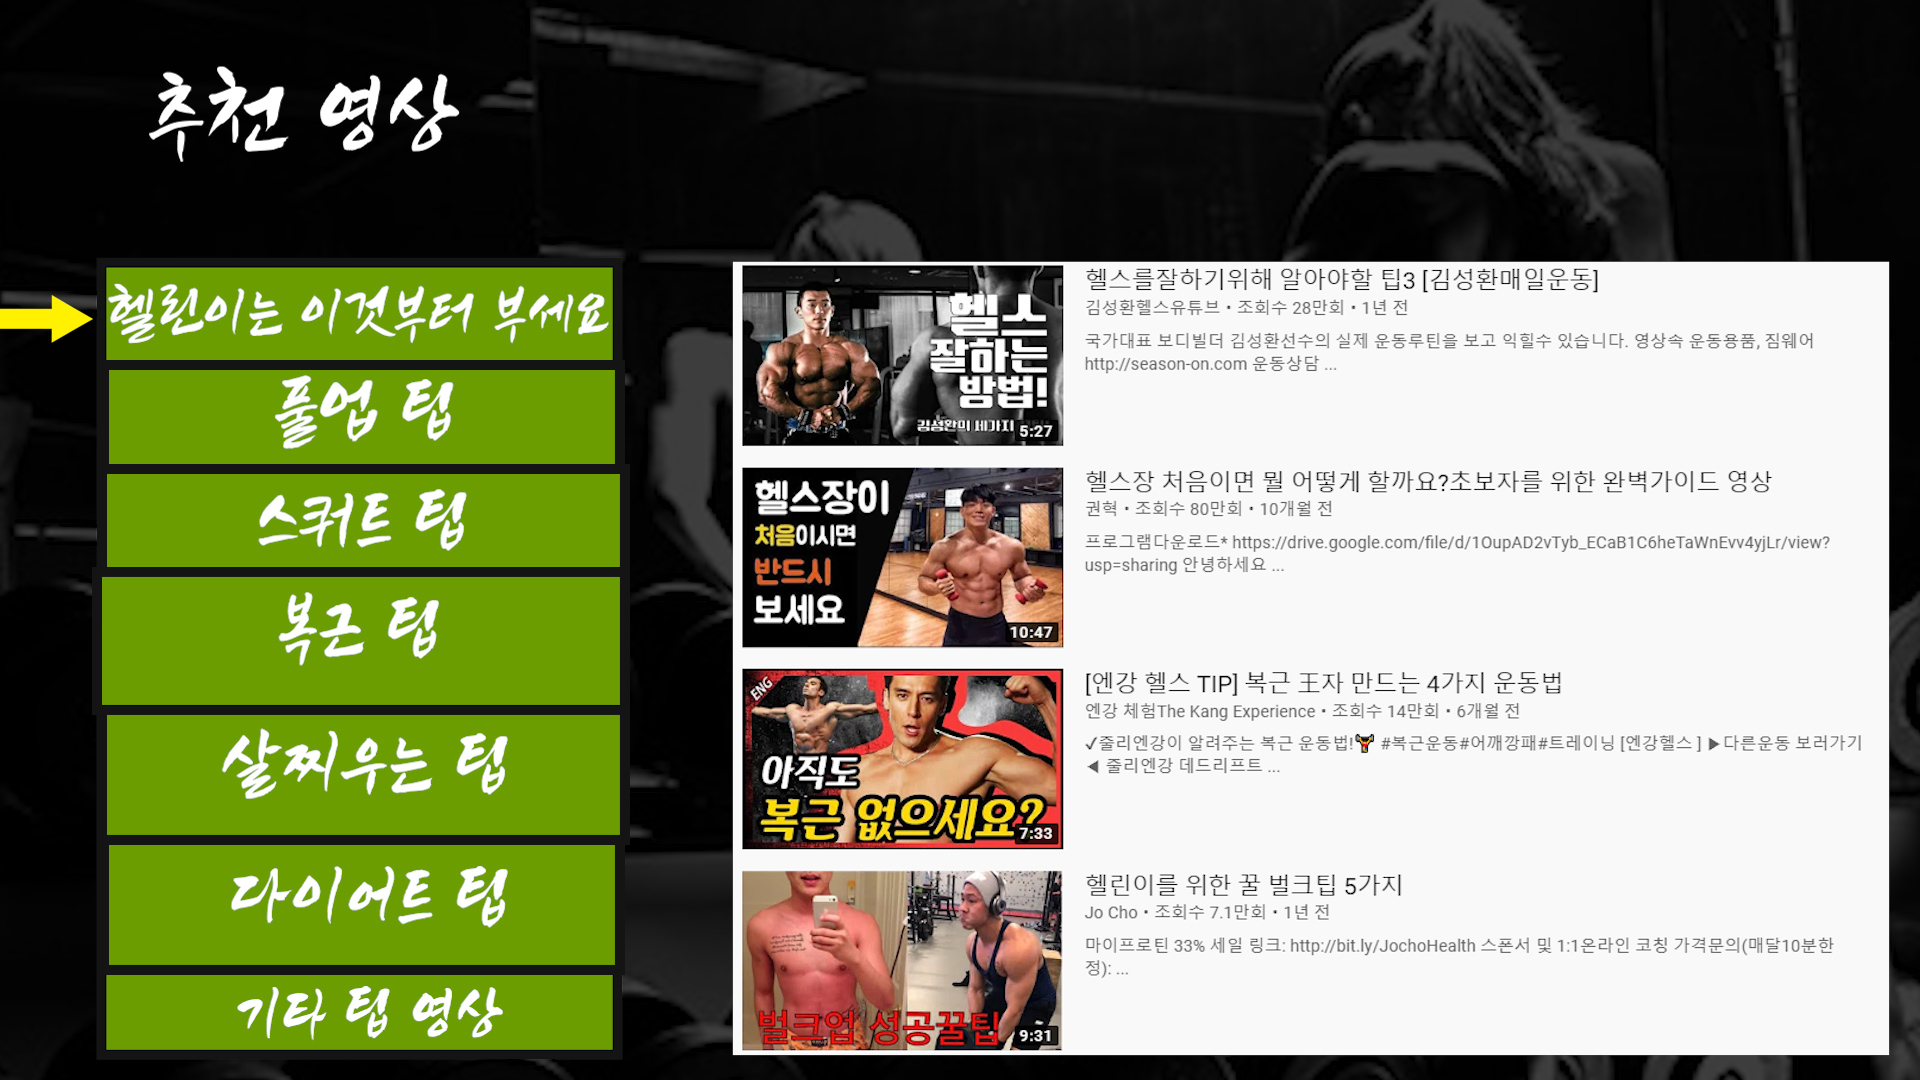 추천 영상
헬린이는 이것부터 부세요
풀업 팁
스쿼트 팁
복근 팁
살찌우는 팁
다이어트 팁
기타 팁 영상
헬스
잘하는
방법!
김성환의 세가지
5:27
헬스를잘하기위해 알아야할 팁3 [김성환매일운동]
김성환헬스유튜브 • 조회수 28만회 • 1년 전
국가대표 보디빌더 김성환선수의 실제 운동루틴을 보고 익힐수 있습니다. 영상속 운동용품, 짐웨어
http://season-on.com 운동상담 ...
헬스장이
처음이시면
반드시
보세요
10:47
헬스장 처음이면 뭘 어떻게 할까요?초보자를 위한 완벽가이드 영상
권혁 • 조회수 80만회 • 10개월 전
프로그램다운로드* https://drive.google.com/file/d/1OupAD2vTyb_ECaB1C6heTaWnEvv4yjLr/view?
usp=sharing 안녕하세요 ...
ENG
아직도
복근 없으세요?
7:33
[엔강 헬스 TIP] 복근 王자 만드는 4가지 운동법
엔강 체험The Kang Experience • 조회수 14만회 • 6개월 전
✓줄리엔강이 알려주는 복근 운동법!🏋 #복근운동#어깨깡패#트레이닝 [엔강헬스 ] ▶다른운동 보러가기
◀ 줄리엔강 데드리프트 ...
벌크업 성공꿀팁
9:31
헬린이를 위한 꿀 벌크팁 5가지
Jo Cho • 조회수 7.1만회 • 1년 전
마이프로틴 33% 세일 링크: http://bit.ly/JochoHealth 스폰서 및 1:1온라인 코칭 가격문의(매달10분한
정): ...